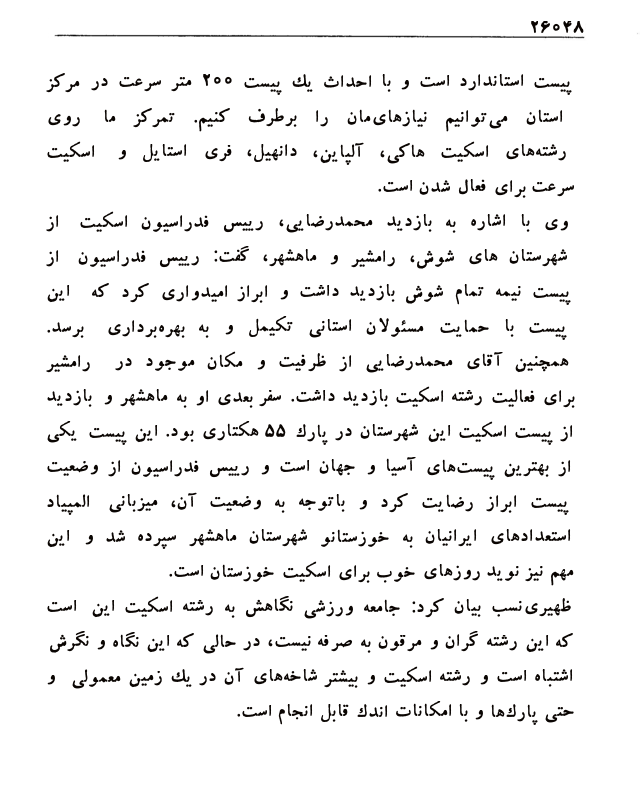 ۲۶۰۴۸
پیست استاندارد است و با احداث یك پیست ۲۰۰ متر سرعت در مرکز
استان می‌توانیم نیازهای‌مان را برطرف کنیم. تمرکز ما روی
رشته‌های اسکیت هاکی، آلپاین، دانهیل، فری استایل و اسکیت
سرعت برای فعال شدن است.
وی با اشاره به بازدید محمدرضایی، رییس فدراسیون اسکیت از
شهرستان های شوش، رامشیر و ماهشهر، گفت: رییس فدراسیون از
پیست نیمه تمام شوش بازدید داشت و ابراز امیدواری کرد که این
پیست با حمایت مسئولان استانی تکیمل و به بهره‌برداری برسد.
همچنین آقای محمدرضایی از ظرفیت و مکان موجود در رامشیر
برای فعالیت رشته اسکیت بازدید داشت. سفر بعدی او به ماهشهر و بازدید
از پیست اسکیت این شهرستان در پارك ۵۵ هکتاری بود. این پیست یکی
از بهترین پیست‌های آسیا و جهان است و رییس فدراسیون از وضعیت
پیست ابراز رضایت کرد و باتوجه به وضعیت آن، میزبانی المپیاد
استعدادهای ایرانیان به خوزستانو شهرستان ماهشهر سپرده شد و این
مهم نیز نوید روزهای خوب برای اسکیت خوزستان است.
ظهیری‌نسب بیان کرد: جامعه ورزشی نگاهش به رشته اسکیت این است
که این رشته گران و مرقون به صرفه نیست، در حالی که این نگاه و نگرش
اشتباه است و رشته اسکیت و بیشتر شاخه‌های آن در یك زمین معمولی و
حتی پارك‌ها و با امکانات اندك قابل انجام است.